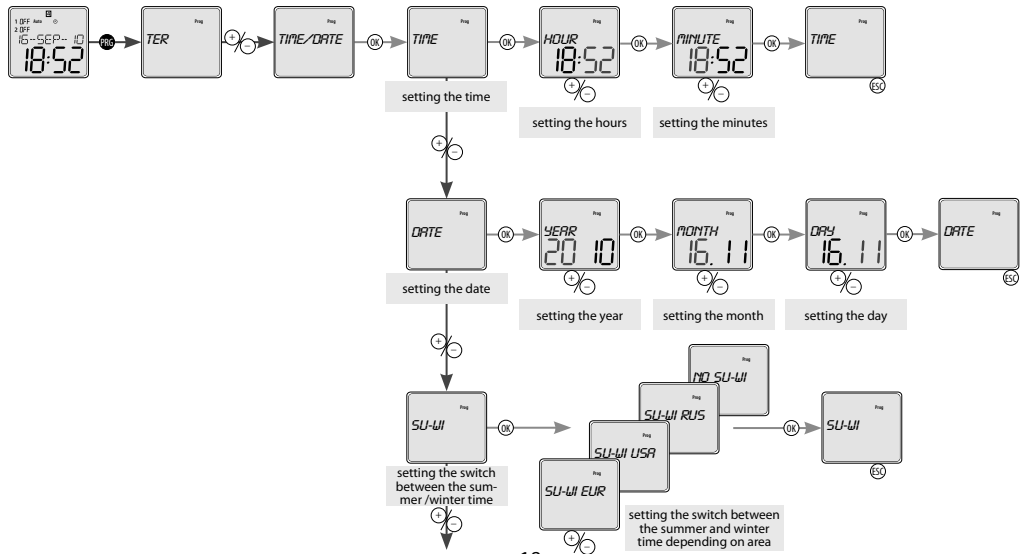 1 OFF Auto
2 OFF
16-SEP-10
18:52
PRG
Prog
TER
+ −
Prog
TIME/DATE
OK
Prog
TIME
OK
Prog
HOUR
18:52
OK
Prog
MINUTE
18:52
OK
Prog
TIME
ESC
setting the time
+ −
setting the hours
+ −
setting the minutes
+ −
Prog
DATE
OK
Prog
YEAR
20 10
OK
Prog
MONTH
16. 11
OK
Prog
DAY
16. 11
OK
Prog
DATE
ESC
setting the date
+ −
setting the year
+ −
setting the month
+ −
setting the day
+ −
Prog
SU-WI
OK
Prog
NO SU-WI
Prog
SU-WI RUS
Prog
SU-WI USA
Prog
SU-WI EUR
OK
Prog
SU-WI
ESC
setting the switch
between the sum-
mer /winter time
+ −
setting the switch between
the summer and winter
time depending on area
+ −